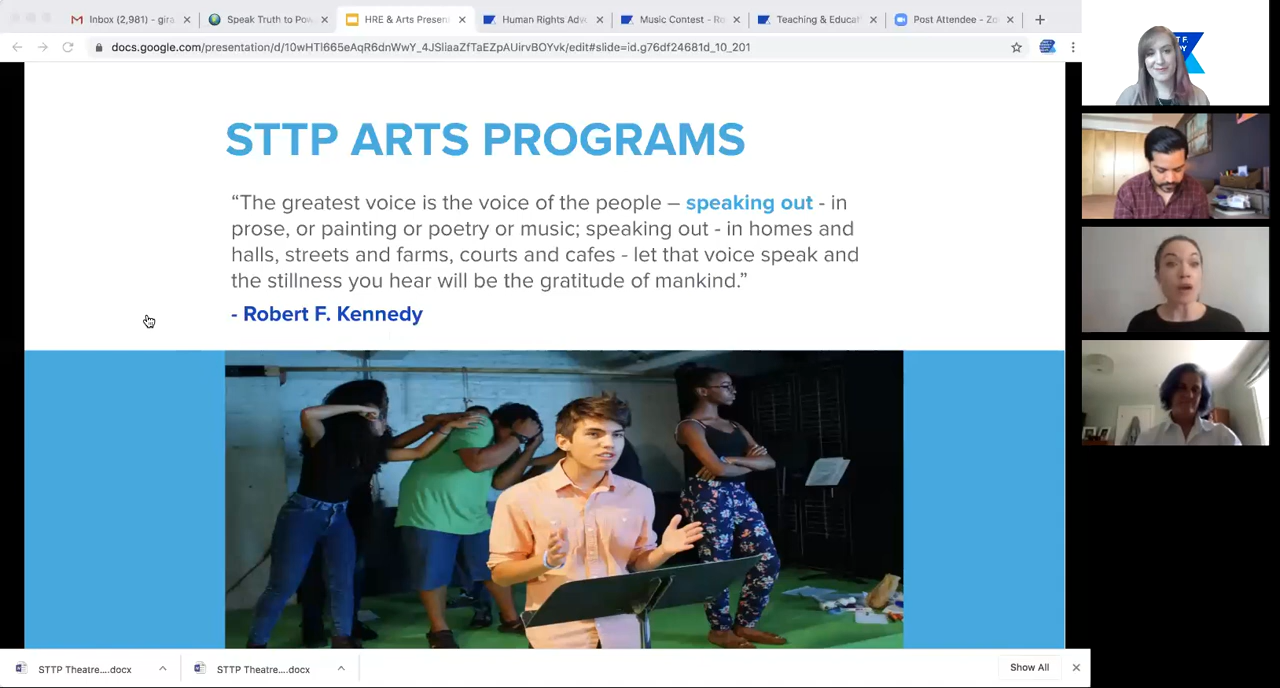 Inbox (2,981) - gira
Speak Truth to Pow
HRE & Arts Presen
Human Rights Adv
Music Contest - Ro
Teaching & Educat
Post Attendee - Zo
docs.google.com/presentation/d/10wHTl665eAqR6dnWwY_4JSliaaZfTaEZpAUirvBOYvk/edit#slide=id.g76df24681d_10_201
STTP ARTS PROGRAMS
“The greatest voice is the voice of the people – speaking out - in
prose, or painting or poetry or music; speaking out - in homes and
halls, streets and farms, courts and cafes - let that voice speak and
the stillness you hear will be the gratitude of mankind.”
- Robert F. Kennedy
STTP Theatre....docx
STTP Theatre....docx
Show All